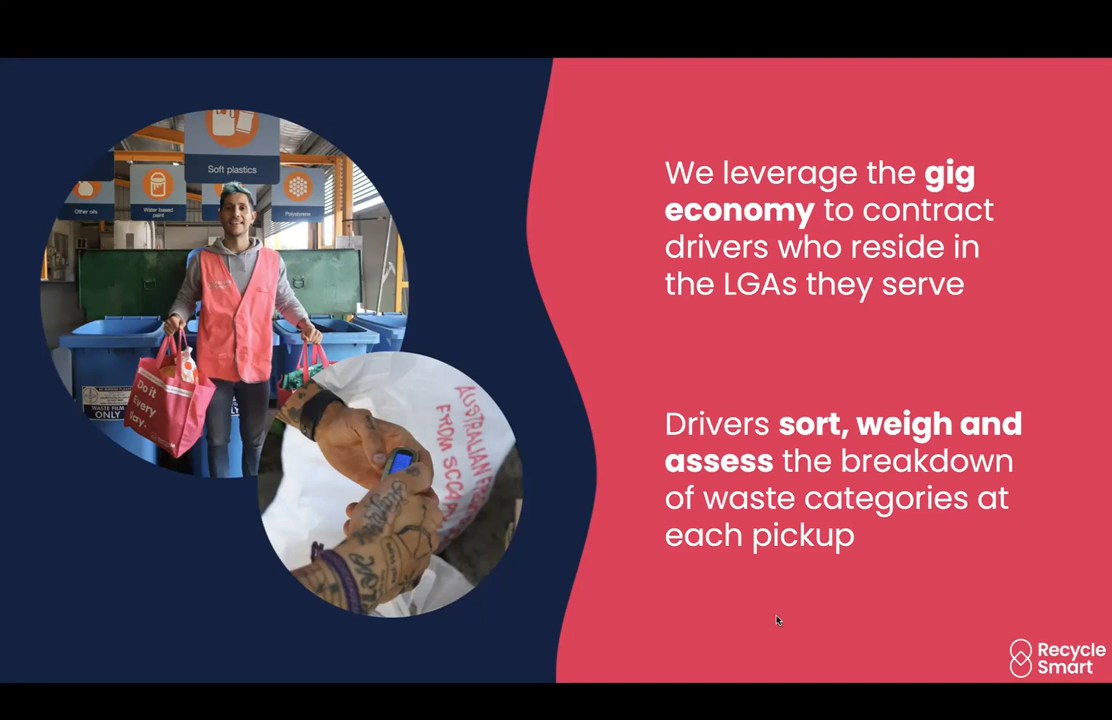 Soft plastics
Other oils
Water based
paint
Polystyrene
Do it
Every
Day.
WASTE FILM
ONLY
AUSTRALIAN
FROM
We leverage the gig
economy to contract
drivers who reside in
the LGAs they serve
Drivers sort, weigh and
assess the breakdown
of waste categories at
each pickup
Recycle
Smart